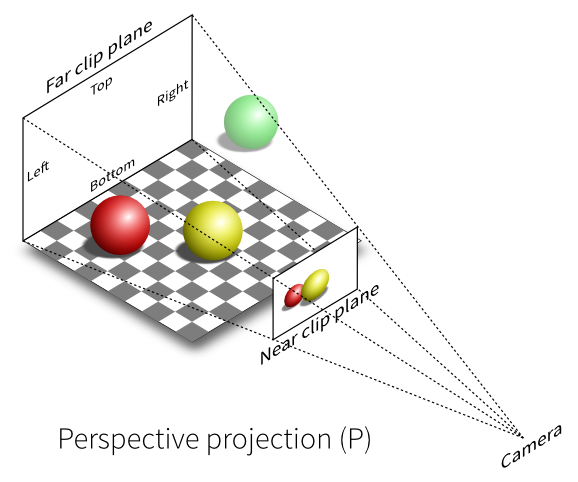 Far clip plane
Top
Right
Left
Bottom
Near clip plane
Camera
Perspective projection (P)